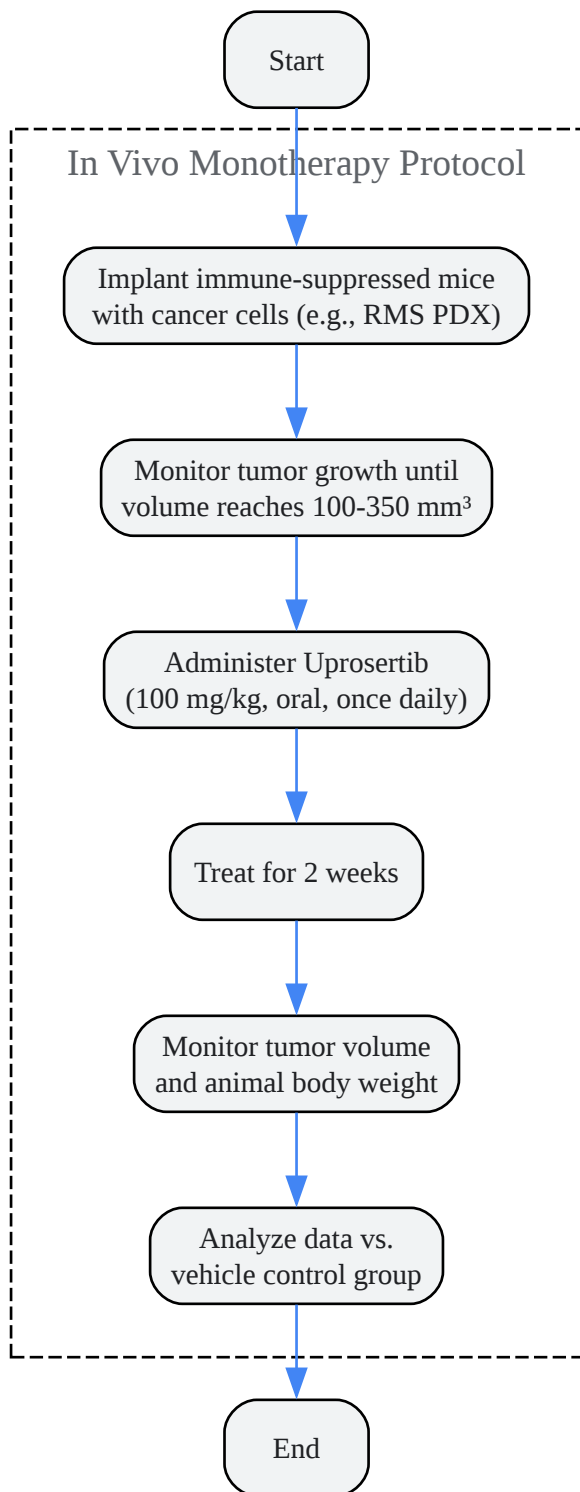 Start
In Vivo Monotherapy Protocol
Implant immune-suppressed mice
with cancer cells (e.g., RMS PDX)
Monitor tumor growth until
volume reaches 100-350 mm³
Administer Uprosertib
(100 mg/kg, oral, once daily)
Treat for 2 weeks
Monitor tumor volume
and animal body weight
Analyze data vs.
vehicle control group
End